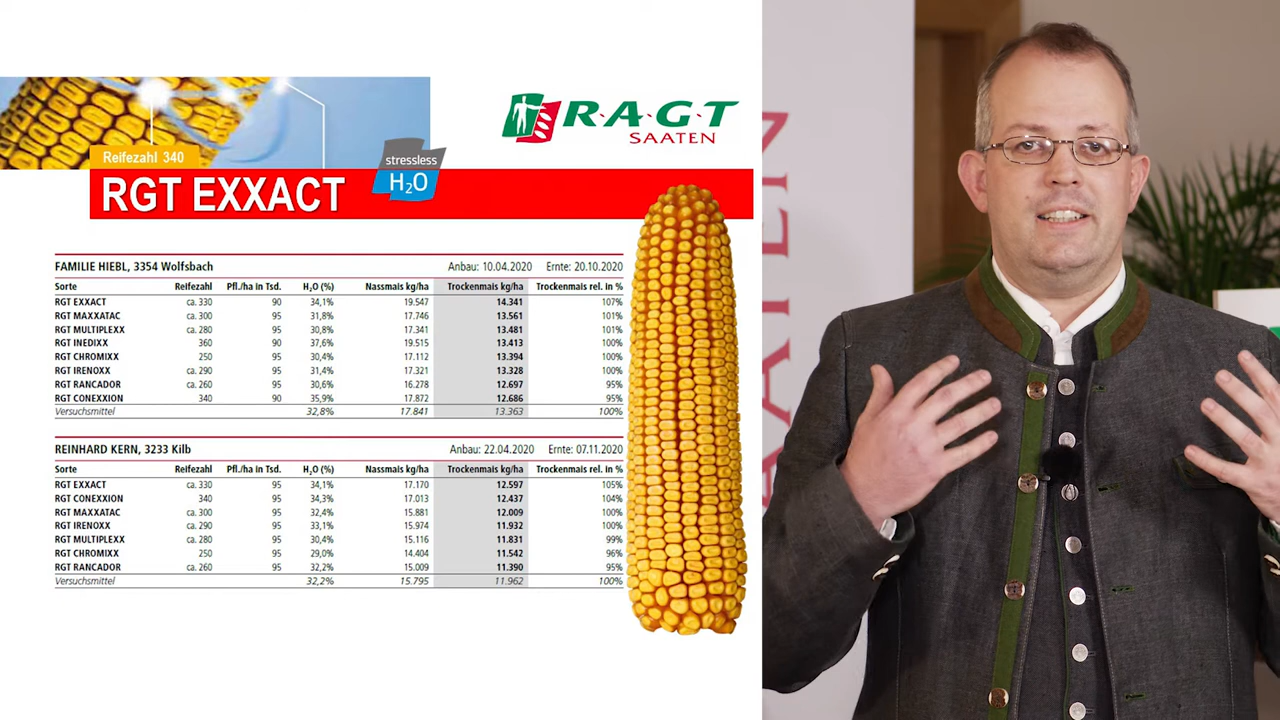 R·A·G·T
SAATEN
Reifezahl 340
stressless
H₂O
RGT EXXACT
FAMILIE HIEBL, 3354 Wolfsbach Anbau: 10.04.2020 Ernte: 20.10.2020
Sorte Reifezahl Pfl./ha in Tsd. H₂O (%) Nassmais kg/ha Trockenmais kg/ha Trockenmais rel. in %
RGT EXXACT ca. 330 90 34,1% 19.547 14.341 107%
RGT MAXXATAC ca. 300 95 31,8% 17.746 13.561 101%
RGT MULTIPLEXX ca. 280 95 30,8% 17.341 13.481 101%
RGT INEDIXX 360 90 37,6% 19.515 13.413 100%
RGT CHROMIXX 250 95 30,4% 17.112 13.394 100%
RGT IRENOXX ca. 290 95 31,4% 17.321 13.328 100%
RGT RANCADOR ca. 260 95 30,6% 16.278 12.697 95%
RGT CONEXXION 340 90 35,9% 17.872 12.686 95%
Versuchsmittel 32,8% 17.841 13.363 100%
REINHARD KERN, 3233 Kilb Anbau: 22.04.2020 Ernte: 07.11.2020
Sorte Reifezahl Pfl./ha in Tsd. H₂O (%) Nassmais kg/ha Trockenmais kg/ha Trockenmais rel. in %
RGT EXXACT ca. 330 95 34,1% 17.170 12.597 105%
RGT CONEXXION 340 95 34,3% 17.013 12.437 104%
RGT MAXXATAC ca. 300 95 32,4% 15.881 12.009 100%
RGT IRENOXX ca. 290 95 33,1% 15.974 11.932 100%
RGT MULTIPLEXX ca. 280 95 30,4% 15.116 11.831 99%
RGT CHROMIXX 250 95 29,0% 14.404 11.542 96%
RGT RANCADOR ca. 260 95 32,2% 15.009 11.390 95%
Versuchsmittel 32,2% 15.795 11.962 100%